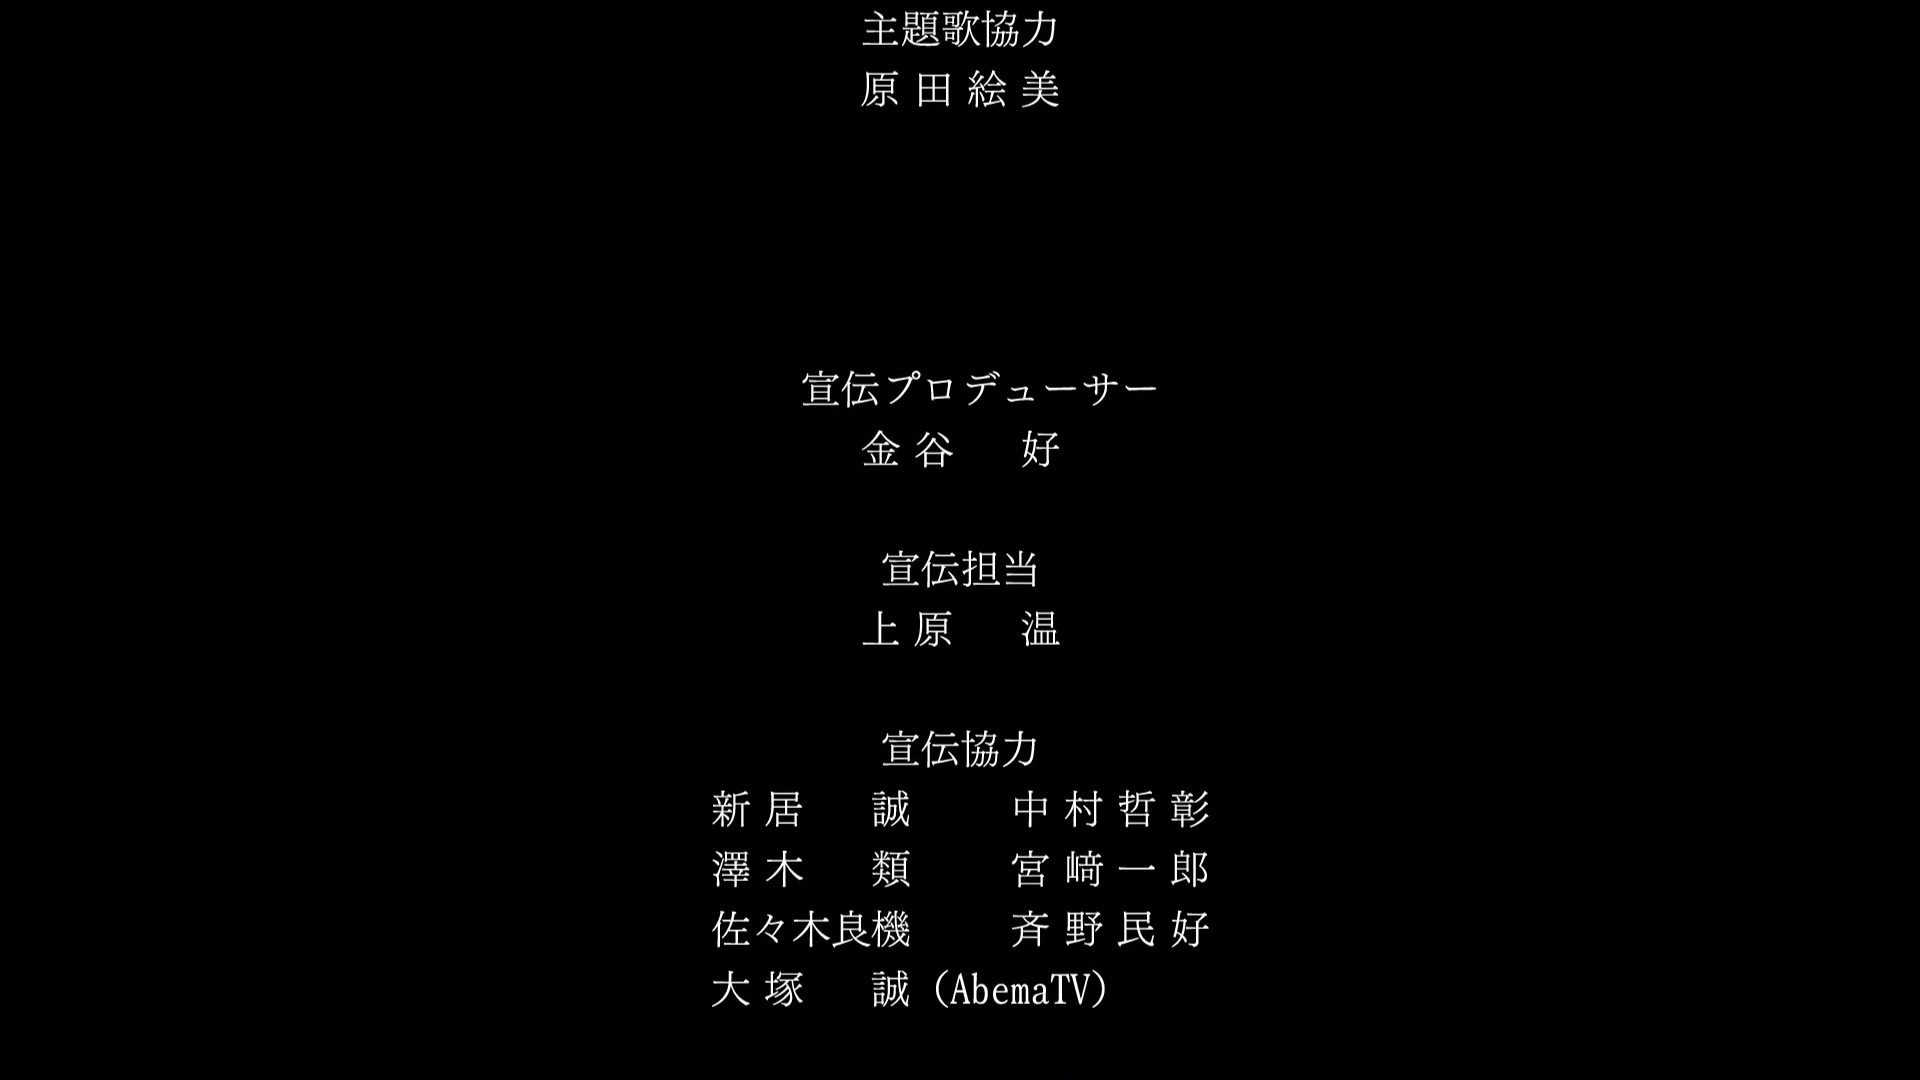 主題歌協力
原田絵美
宣伝プロデューサー
金谷　好
宣伝担当
上原　温
宣伝協力
新居　誠　中村哲彰
澤木　類　宮﨑一郎
佐々木良機　斉野民好
大塚　誠（AbemaTV）